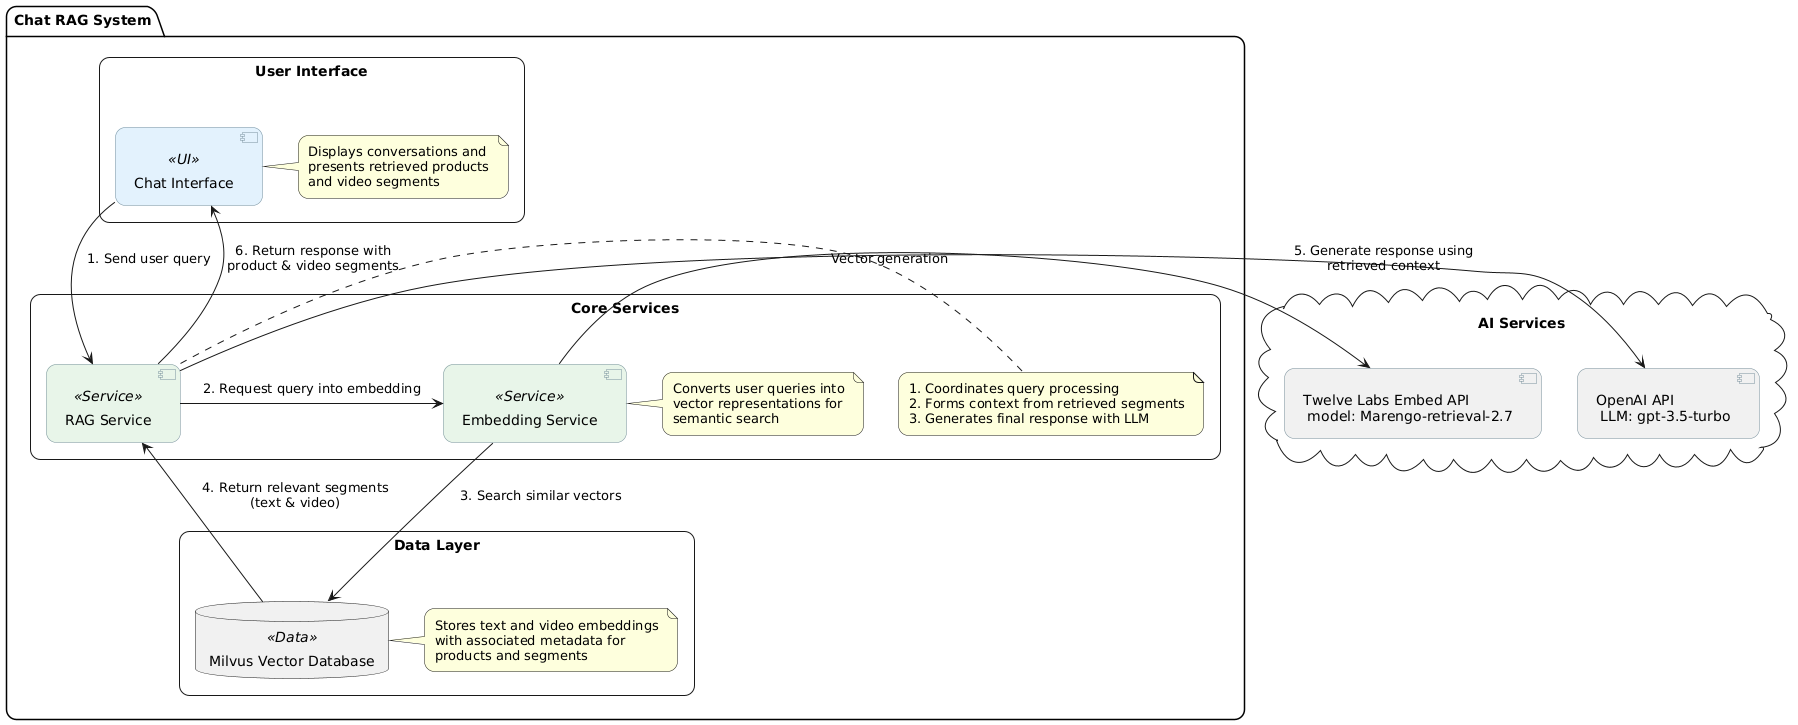 Chat RAG System
User Interface
«UI»
Chat Interface
Displays conversations and
presents retrieved products
and video segments
1. Send user query
6. Return response with
product & video segments
Vector generation
5. Generate response using
retrieved context
Core Services
«Service»
RAG Service
2. Request query into embedding
«Service»
Embedding Service
Converts user queries into
vector representations for
semantic search
1. Coordinates query processing
2. Forms context from retrieved segments
3. Generates final response with LLM
AI Services
Twelve Labs Embed API
model: Marengo-retrieval-2.7
OpenAI API
LLM: gpt-3.5-turbo
4. Return relevant segments
(text & video)
3. Search similar vectors
Data Layer
«Data»
Milvus Vector Database
Stores text and video embeddings
with associated metadata for
products and segments